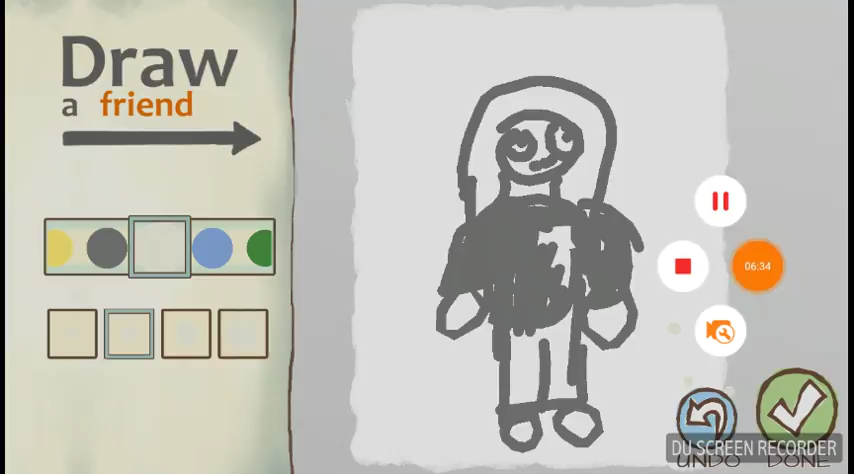 Draw
a friend
06:34
DU SCREEN RECORDER
UNDO DONE